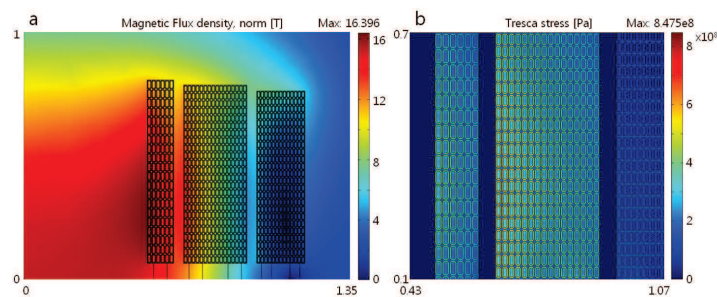 a
Magnetic Flux density, norm [T]
Max: 16.396
1
0
0
1.35
16
12
8
4
0
b
Tresca stress [Pa]
Max: 8.475e8
0.7
0.1
0.43
1.07
x10⁸
8
6
4
2
0